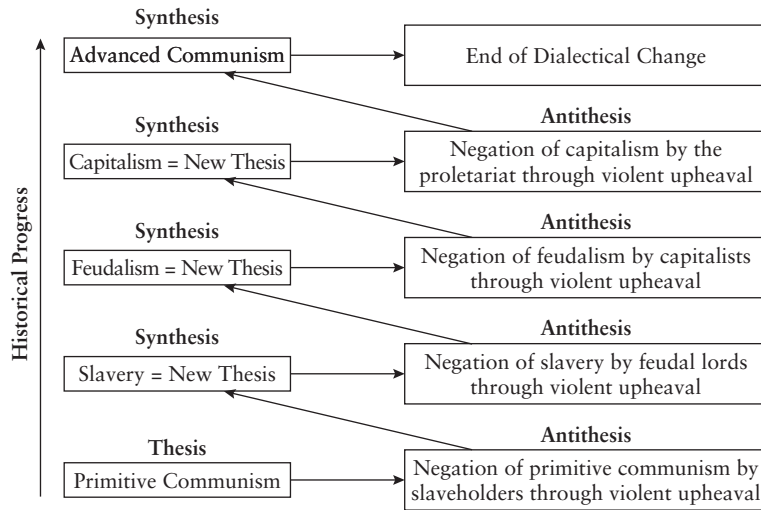 Synthesis
Advanced Communism
End of Dialectical Change
Synthesis
Antithesis
Capitalism = New Thesis
Negation of capitalism by the
proletariat through violent upheaval
Synthesis
Antithesis
Feudalism = New Thesis
Negation of feudalism by capitalists
through violent upheaval
Synthesis
Antithesis
Slavery = New Thesis
Negation of slavery by feudal lords
through violent upheaval
Thesis
Antithesis
Primitive Communism
Negation of primitive communism by
slaveholders through violent upheaval
Historical Progress